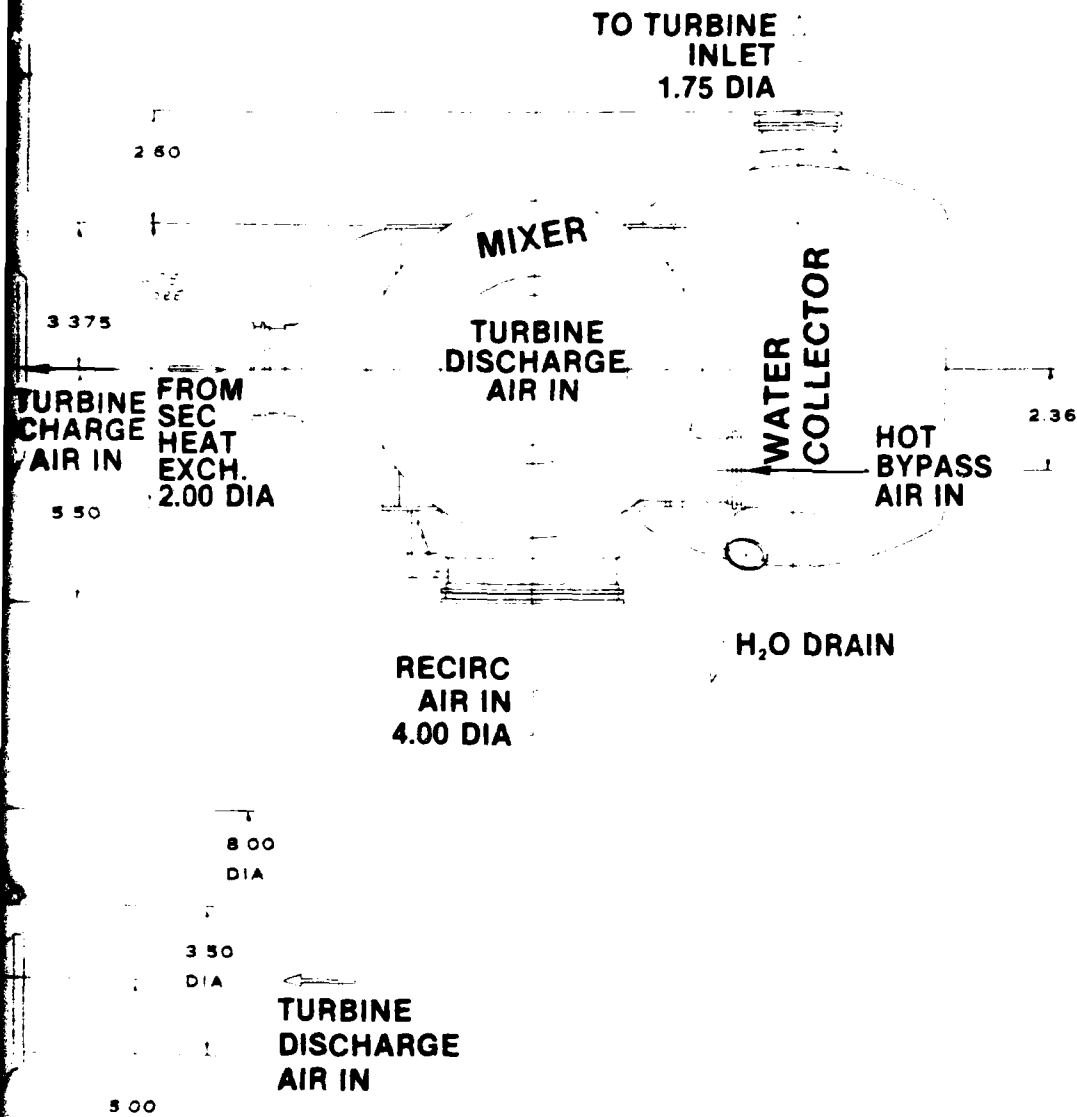 TO TURBINE
INLET
1.75 DIA
2 60
MIXER
3 375
TURBINE
DISCHARGE
AIR IN
WATER
COLLECTOR
TURBINE
CHARGE
AIR IN
FROM
SEC
HEAT
EXCH.
2.00 DIA
2.36
HOT
BYPASS
AIR IN
5 50
H₂O DRAIN
RECIRC
AIR IN
4.00 DIA
8 00
DIA
3 50
DIA
TURBINE
DISCHARGE
AIR IN
5 00